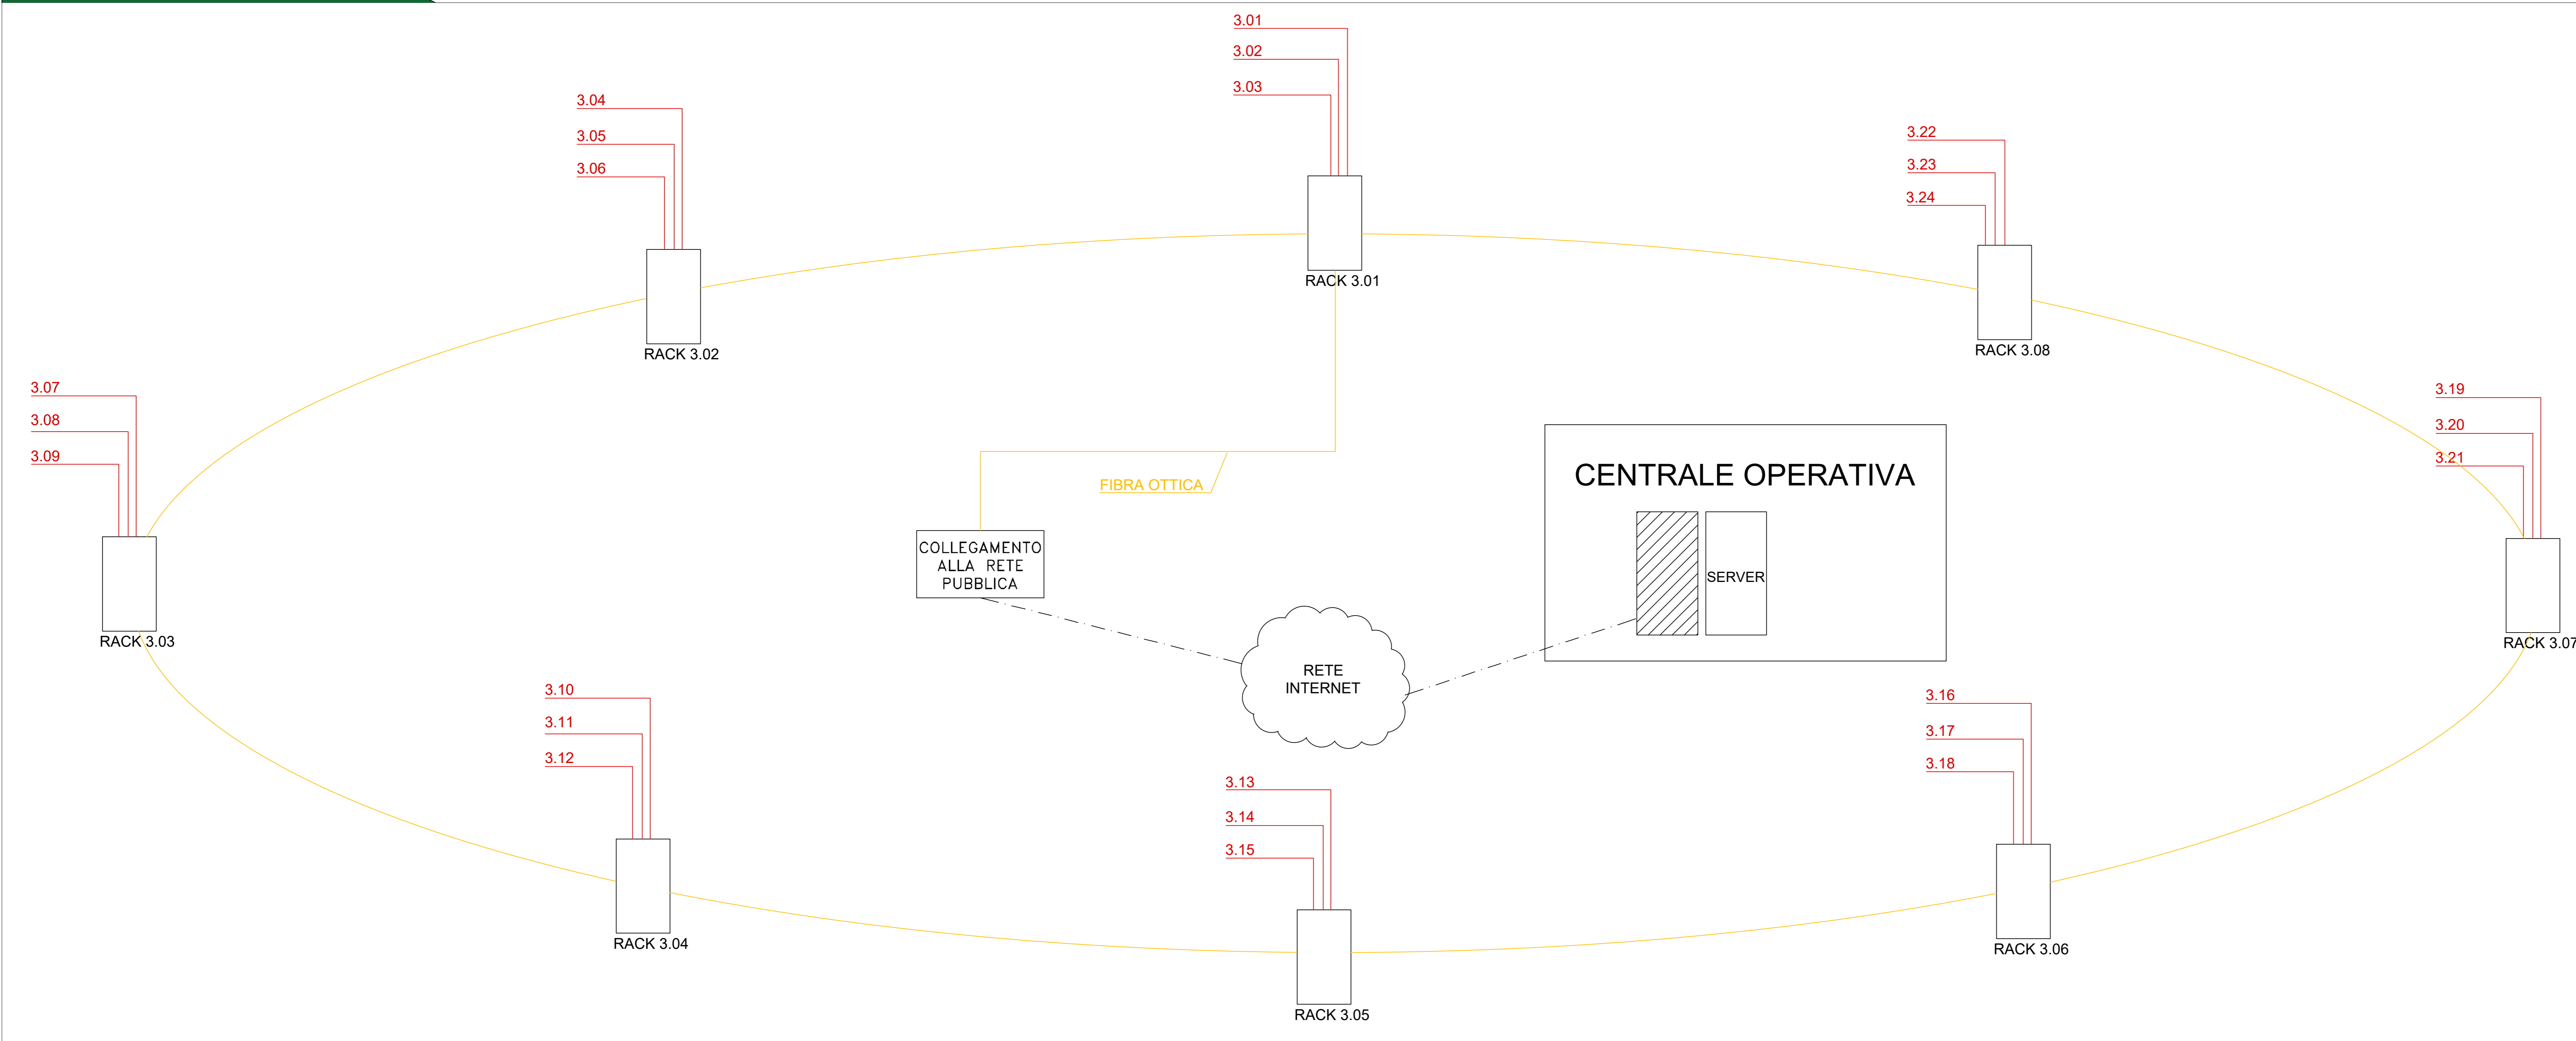 3.01
3.02
3.03
RACK 3.01
3.04
3.05
3.06
RACK 3.02
3.22
3.23
3.24
RACK 3.08
3.07
3.08
3.09
RACK 3.03
3.19
3.20
3.21
RACK 3.07
FIBRA OTTICA
COLLEGAMENTO
ALLA RETE
PUBBLICA
CENTRALE OPERATIVA
SERVER
RETE
INTERNET
3.10
3.11
3.12
RACK 3.04
3.13
3.14
3.15
RACK 3.05
3.16
3.17
3.18
RACK 3.06